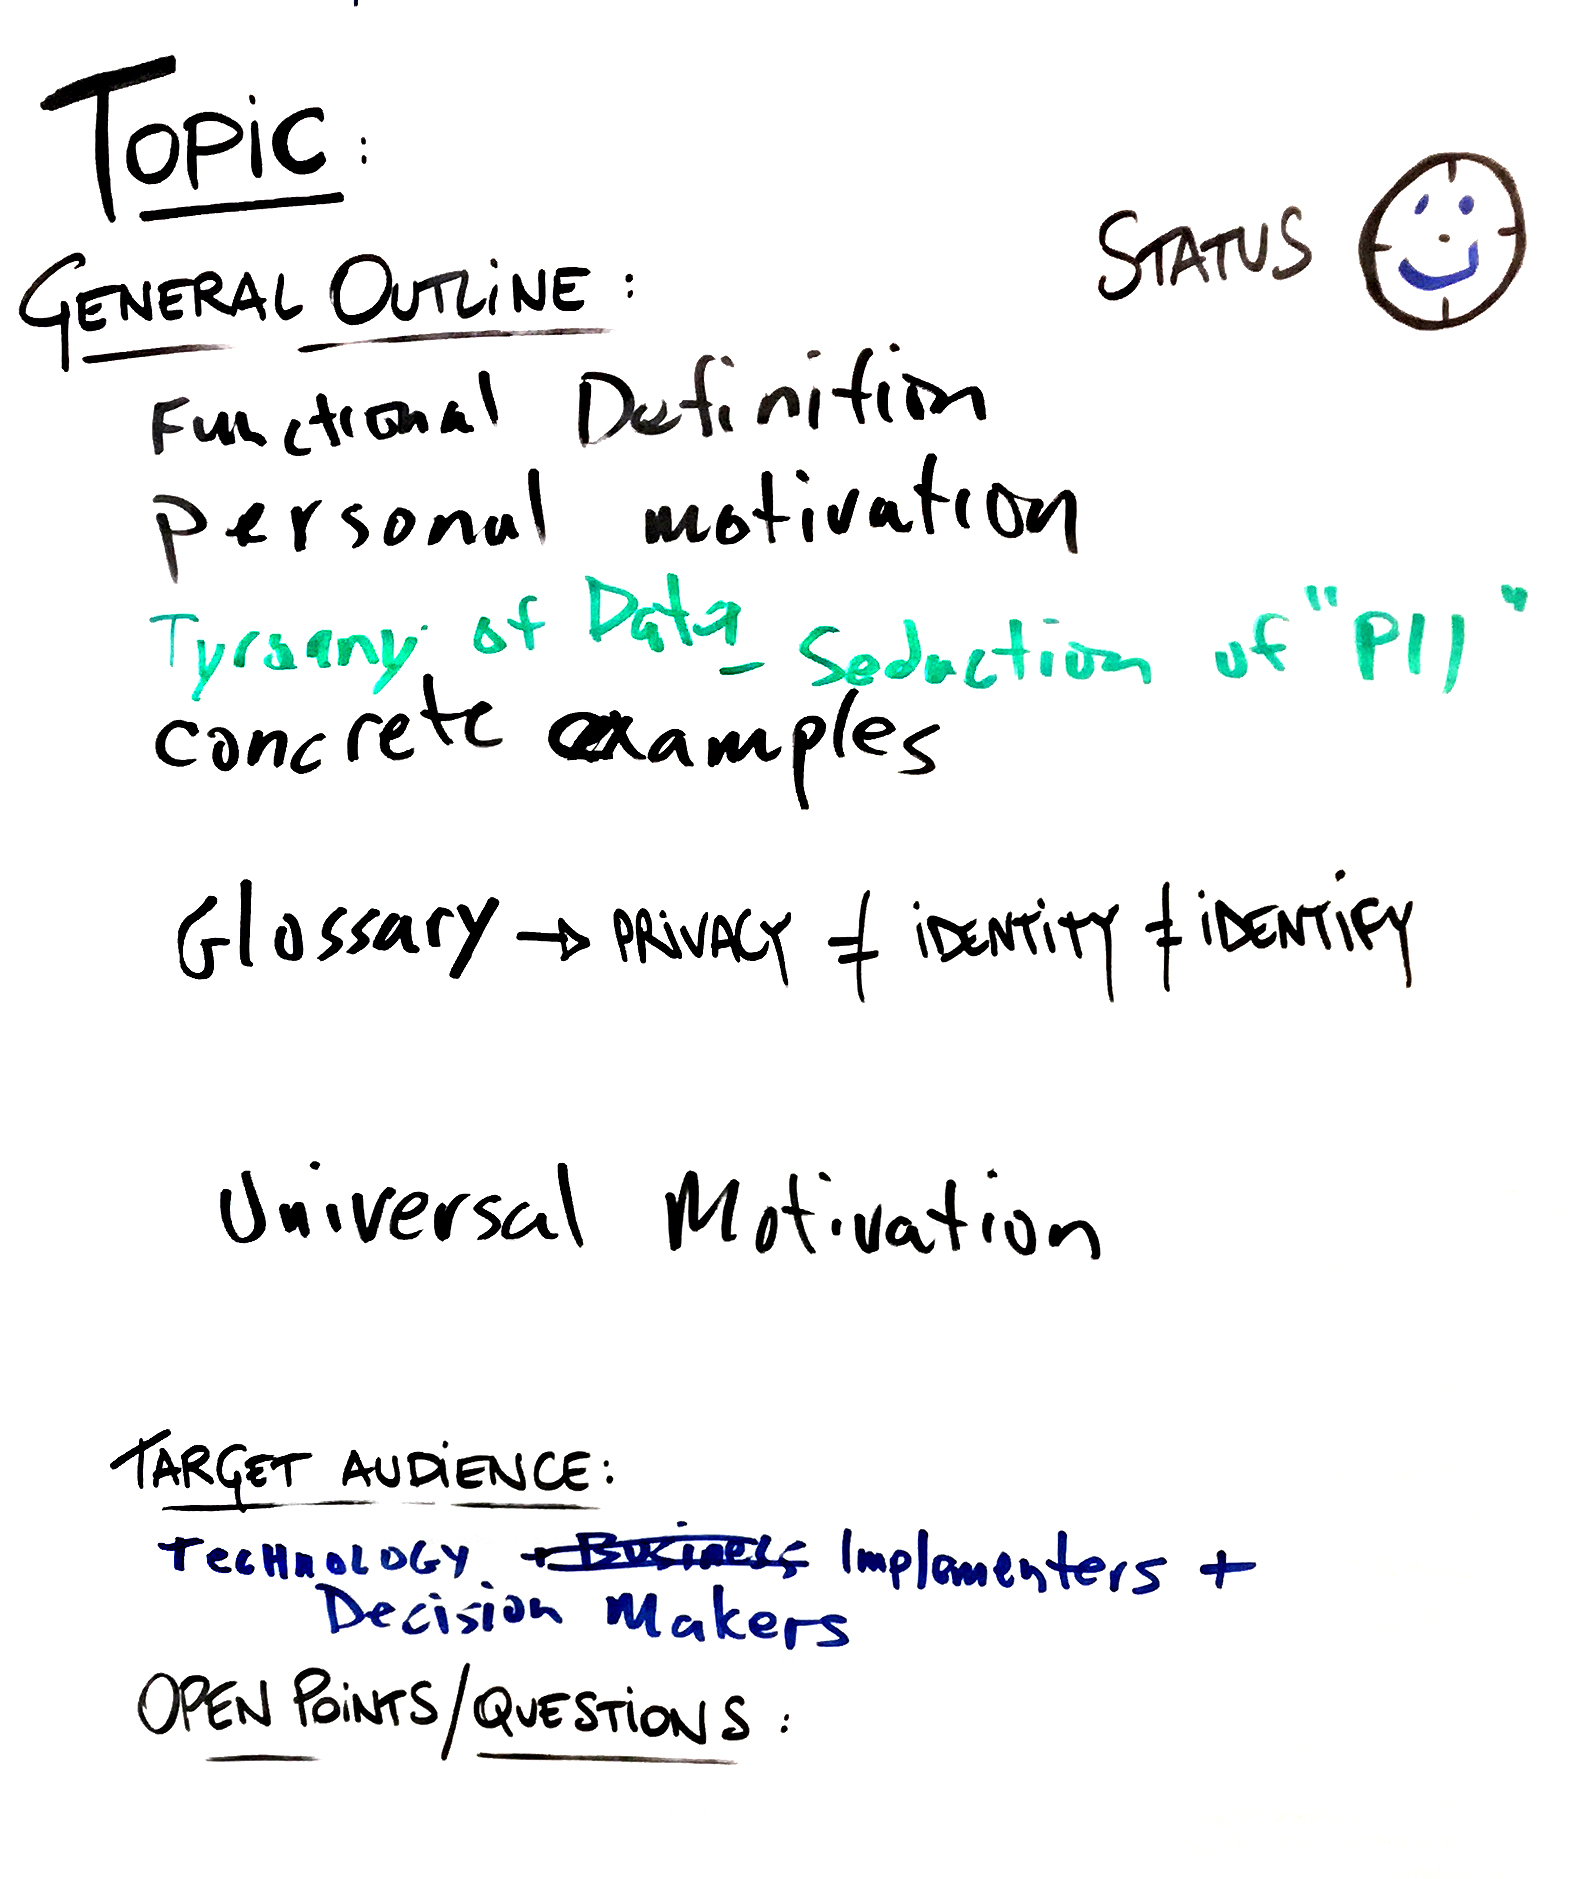 TOPiC:
STATUS
GENERAL OUTLiNE:
Functional Definition
personal motivation
Tyranny of Data - Seduction of "PII"
concrete examples
Glossary → PRiVACY ≠ iDENTiTY ≠ iDENTiFY
Universal Motivation
TARGET AUDiENCE:
TECHNOLOGY + Business Implementers +
Decision Makers
OPEN POiNTS/QUESTiONS: